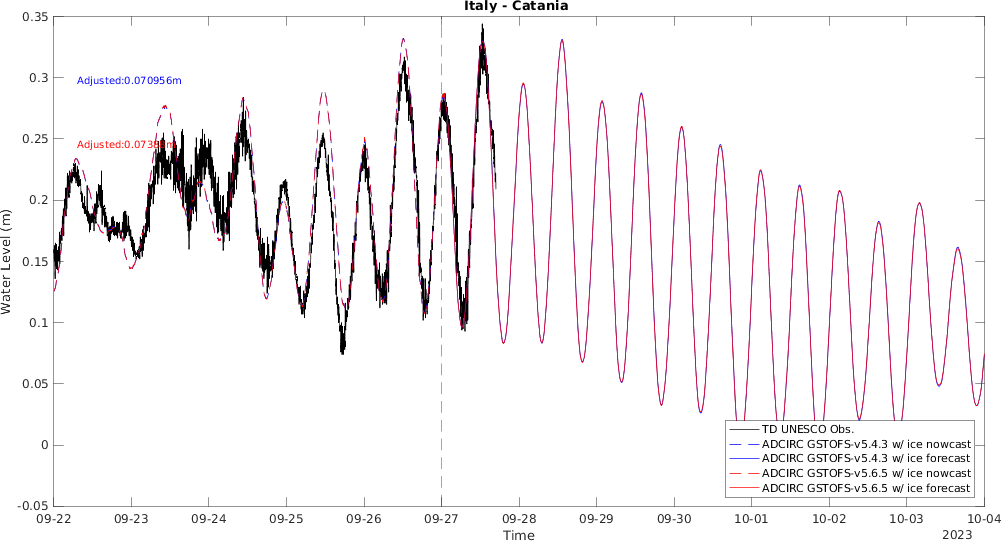 Italy - Catania
0.35
0.3
0.25
0.2
0.15
0.1
0.05
0
-0.05
Water Level (m)
Adjusted:0.070956m
TD UNESCO Obs.
ADCIRC GSTOFS-v5.4.3 w/ ice nowcast
ADCIRC GSTOFS-v5.4.3 w/ ice forecast
ADCIRC GSTOFS-v5.6.5 w/ ice nowcast
ADCIRC GSTOFS-v5.6.5 w/ ice forecast
09-22 09-23 09-24 09-25 09-26 09-27 09-28 09-29 09-30 10-01 10-02 10-03 10-04
Time
2023